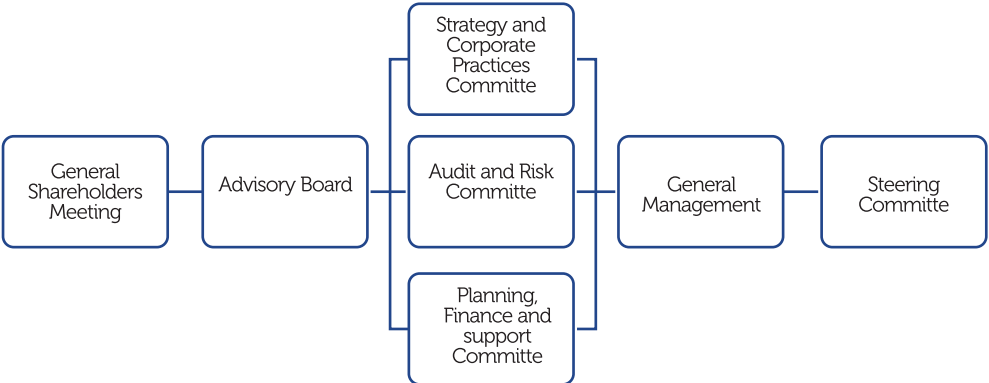 General
Shareholders
Meeting
Advisory Board
Strategy and
Corporate
Practices
Committe
Audit and Risk
Committe
Planning,
Finance and
support
Committe
General
Management
Steering
Committe